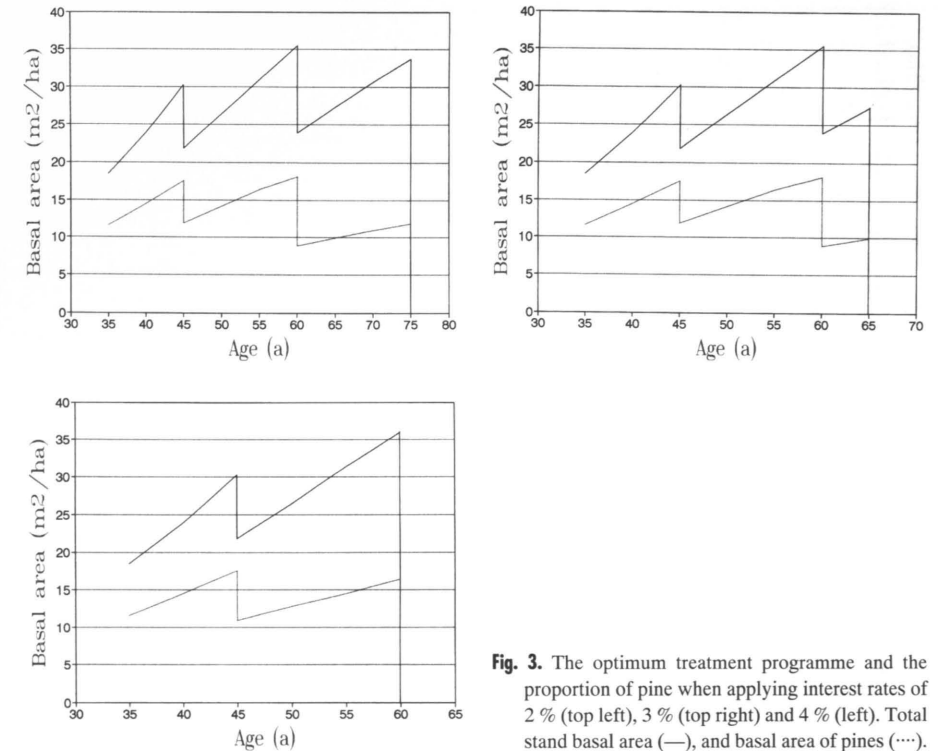 40
35
30
25
20
15
10
5
0
Basal area (m2/ha)
30 35 40 45 50 55 60 65 70 75 80
Age (a)
40
35
30
25
20
15
10
5
0
Basal area (m2/ha)
30 35 40 45 50 55 60 65 70
Age (a)
40
35
30
25
20
15
10
5
0
Basal area (m2/ha)
30 35 40 45 50 55 60 65
Age (a)
Fig. 3. The optimum treatment programme and the
proportion of pine when applying interest rates of
2 % (top left), 3 % (top right) and 4 % (left). Total
stand basal area (—), and basal area of pines (····).